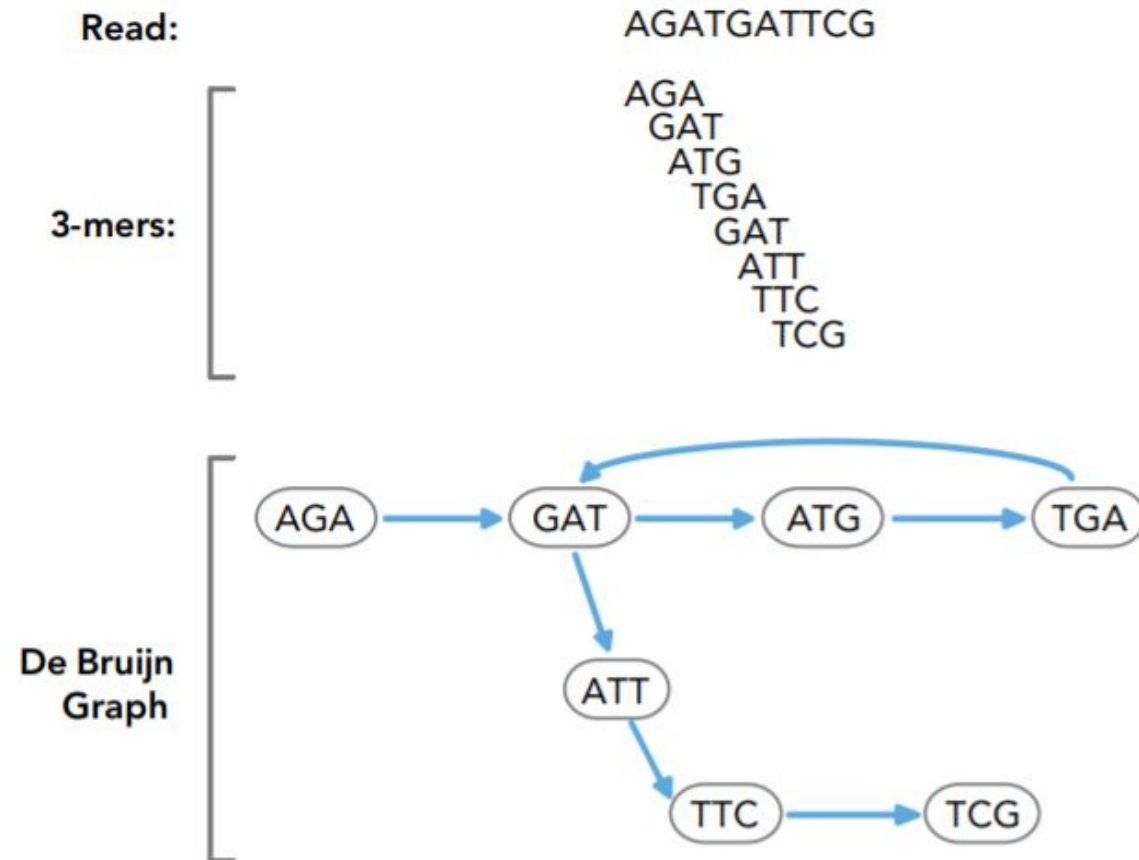 Read: AGATGATTCG
3-mers:
AGA
GAT
ATG
TGA
GAT
ATT
TTC
TCG
De Bruijn
Graph
AGA GAT ATG TGA
ATT
TTC TCG